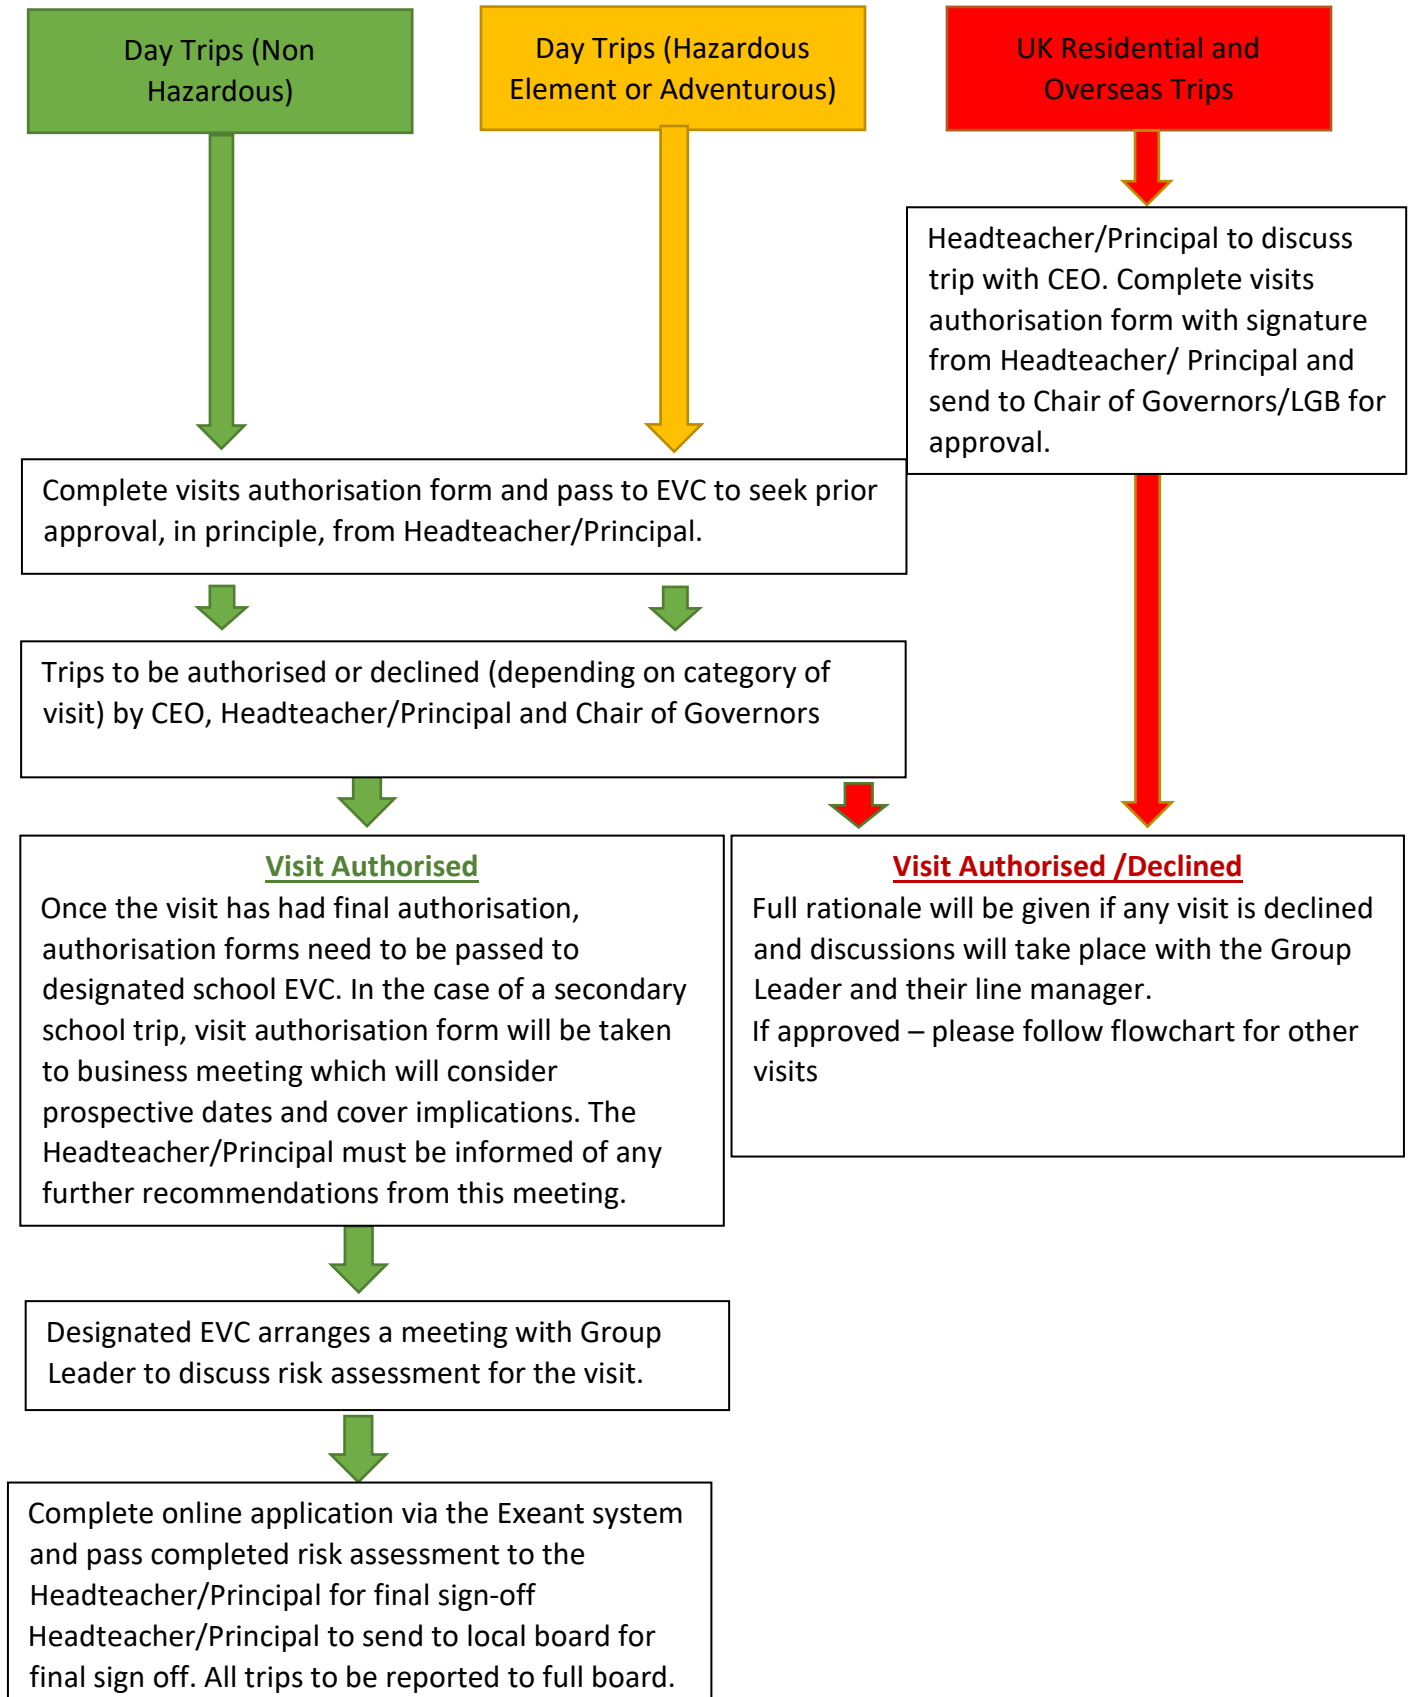 Day Trips (Non
Hazardous)
Day Trips (Hazardous
Element or Adventurous)
UK Residential and
Overseas Trips
Headteacher/Principal to discuss
trip with CEO. Complete visits
authorisation form with signature
from Headteacher/ Principal and
send to Chair of Governors/LGB for
approval.
Complete visits authorisation form and pass to EVC to seek prior
approval, in principle, from Headteacher/Principal.
Trips to be authorised or declined (depending on category of
visit) by CEO, Headteacher/Principal and Chair of Governors
Visit Authorised
Once the visit has had final authorisation,
authorisation forms need to be passed to
designated school EVC. In the case of a secondary
school trip, visit authorisation form will be taken
to business meeting which will consider
prospective dates and cover implications. The
Headteacher/Principal must be informed of any
further recommendations from this meeting.
Visit Authorised /Declined
Full rationale will be given if any visit is declined
and discussions will take place with the Group
Leader and their line manager.
If approved – please follow flowchart for other
visits
Designated EVC arranges a meeting with Group
Leader to discuss risk assessment for the visit.
Complete online application via the Exeant system
and pass completed risk assessment to the
Headteacher/Principal for final sign-off
Headteacher/Principal to send to local board for
final sign off. All trips to be reported to full board.